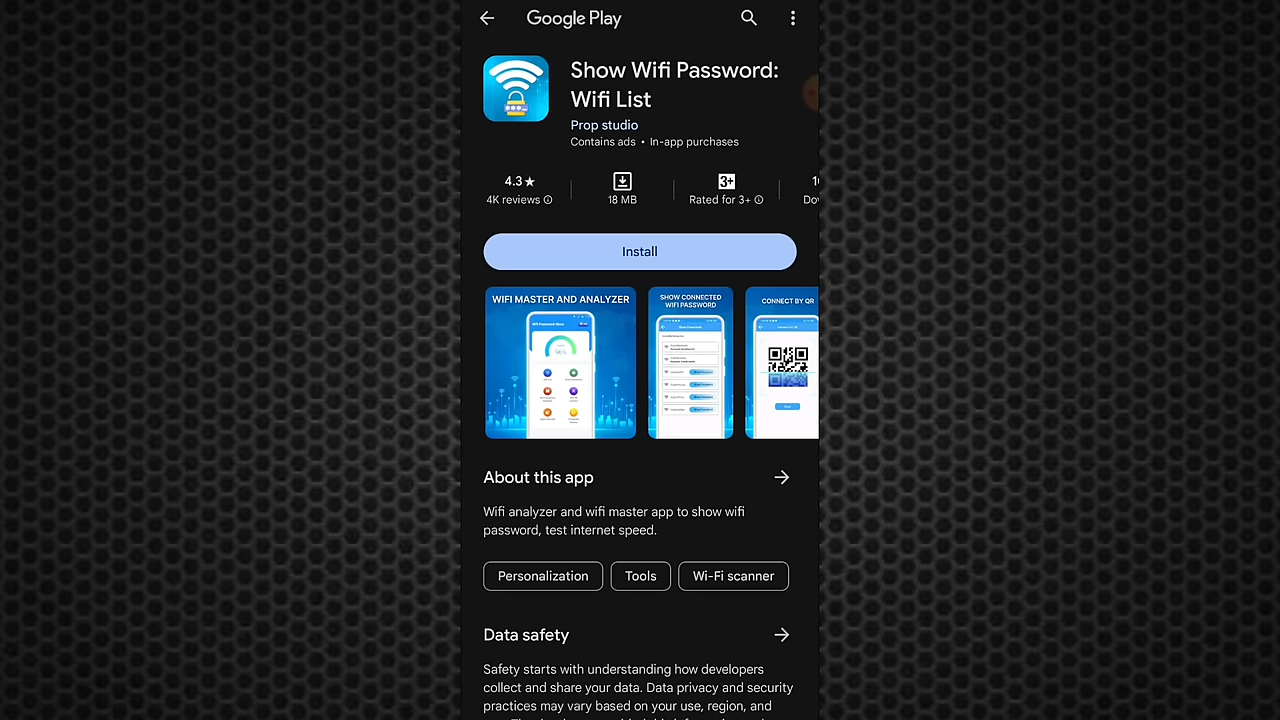 Google Play
Show Wifi Password:
Wifi List
Prop studio
Contains ads • In-app purchases
4.3★
4K reviews
18 MB
3+
Rated for 3+
Install
WIFI MASTER AND ANALYZER
SHOW CONNECTED
WIFI PASSWORD
CONNECT BY QR
About this app
Wifi analyzer and wifi master app to show wifi
password, test internet speed.
Personalization
Tools
Wi-Fi scanner
Data safety
Safety starts with understanding how developers
collect and share your data. Data privacy and security
practices may vary based on your use, region, and